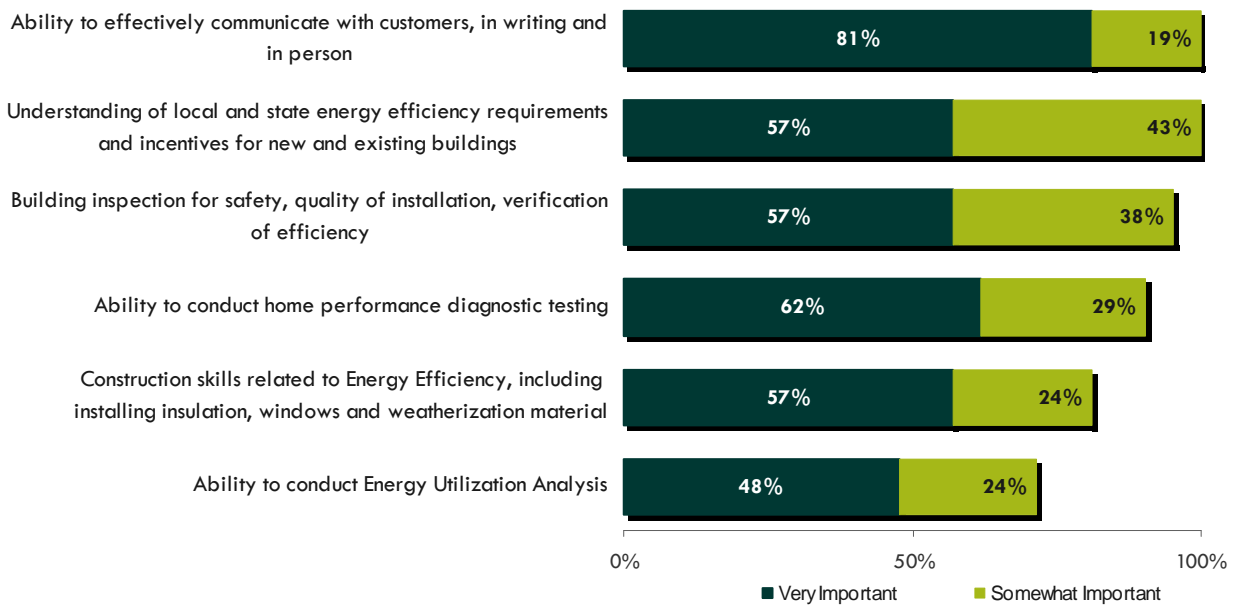 Ability to effectively communicate with customers, in writing and
in person
81%
19%
Understanding of local and state energy efficiency requirements
and incentives for new and existing buildings
57%
43%
Building inspection for safety, quality of installation, verification
of efficiency
57%
38%
Ability to conduct home performance diagnostic testing
62%
29%
Construction skills related to Energy Efficiency, including
installing insulation, windows and weatherization material
57%
24%
Ability to conduct Energy Utilization Analysis
48%
24%
0%
50%
100%
Very Important
Somewhat Important